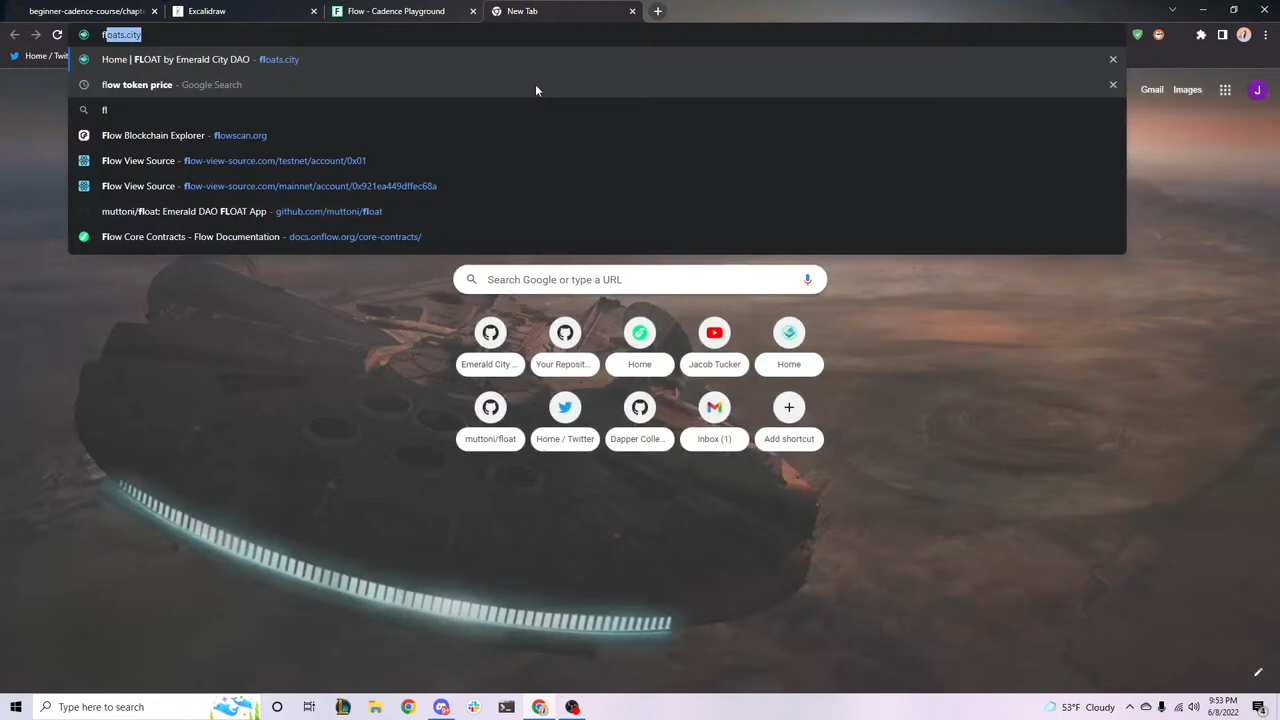 beginner-cadence-course/chapt
Excalidraw
Flow - Cadence Playground
New Tab
floats.city
Home / Twit
Home | FLOAT by Emerald City DAO - floats.city
flow token price - Google Search
fl
Flow Blockchain Explorer - flowscan.org
Flow View Source - flow-view-source.com/testnet/account/0x01
Flow View Source - flow-view-source.com/mainnet/account/0x921ea449dffec68a
muttoni/float: Emerald DAO FLOAT App - github.com/muttoni/float
Flow Core Contracts - Flow Documentation - docs.onflow.org/core-contracts/
Gmail Images
J
Search Google or type a URL
Emerald City ... Your Reposit... Home Jacob Tucker Home
muttoni/float Home / Twitter Dapper Colle... Inbox (1) Add shortcut
Type here to search
53°F Cloudy
9:53 PM
6/8/2022